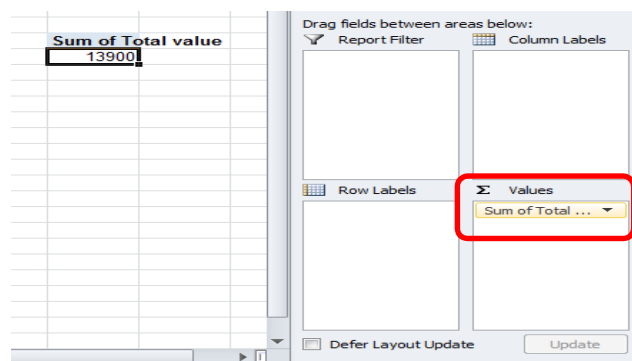 Drag fields between areas below:
Report Filter
Column Labels
Sum of Total value
13900
Row Labels
Σ Values
Sum of Total ...
Defer Layout Update
Update